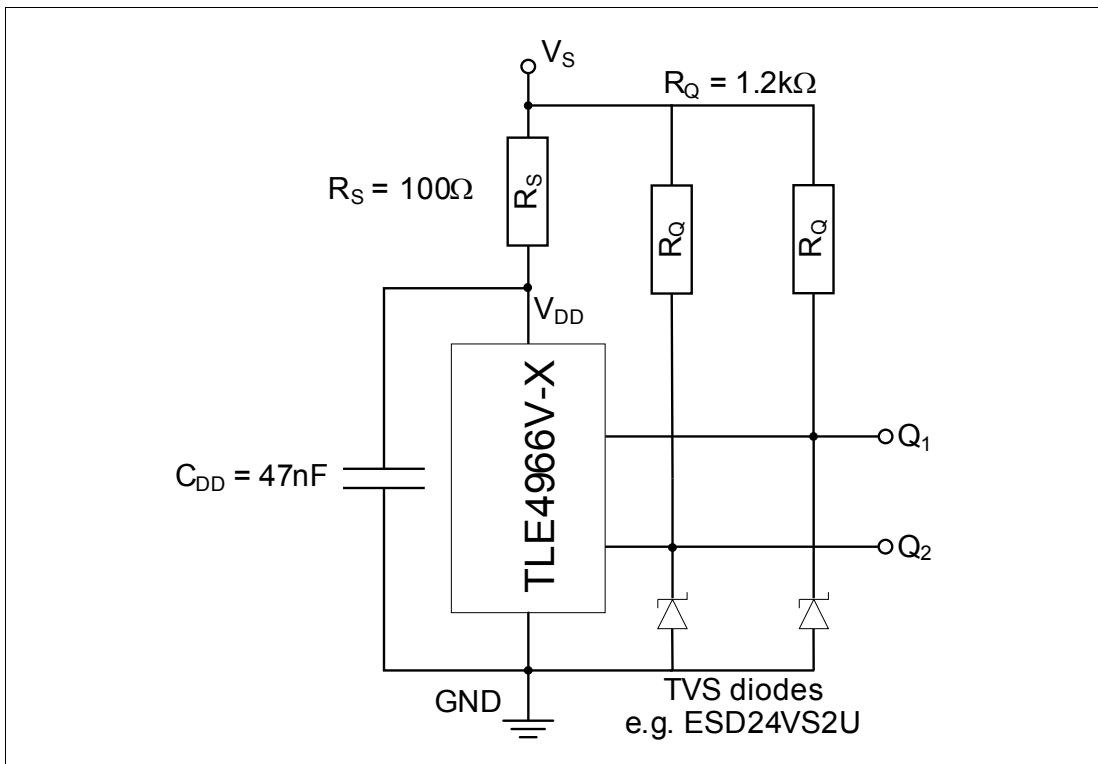 V_S
R_Q = 1.2kΩ
R_S = 100Ω
R_S
R_Q
R_Q
V_DD
TLE4966V-X
Q_1
C_DD = 47nF
Q_2
GND
TVS diodes
e.g. ESD24VS2U